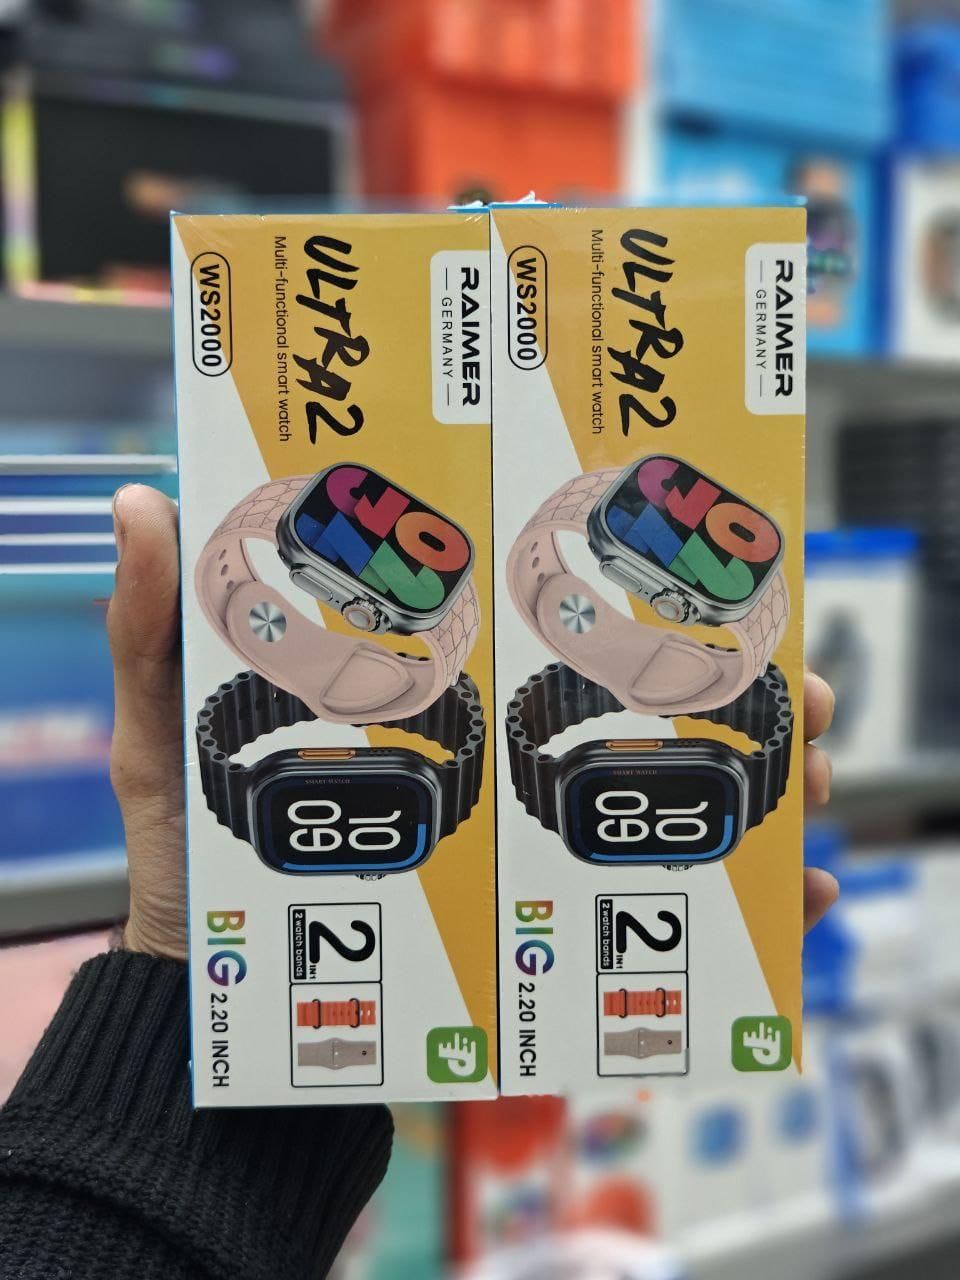 RAIMER
GERMANY
ULTRA2
Multi-functional smart watch
WS2000
SMART WATCH
10
09
2
IN1
2 watch bands
BIG 2.20 INCH
RAIMER
GERMANY
ULTRA2
Multi-functional smart watch
WS2000
SMART WATCH
10
09
2
IN1
2 watch bands
BIG 2.20 INCH